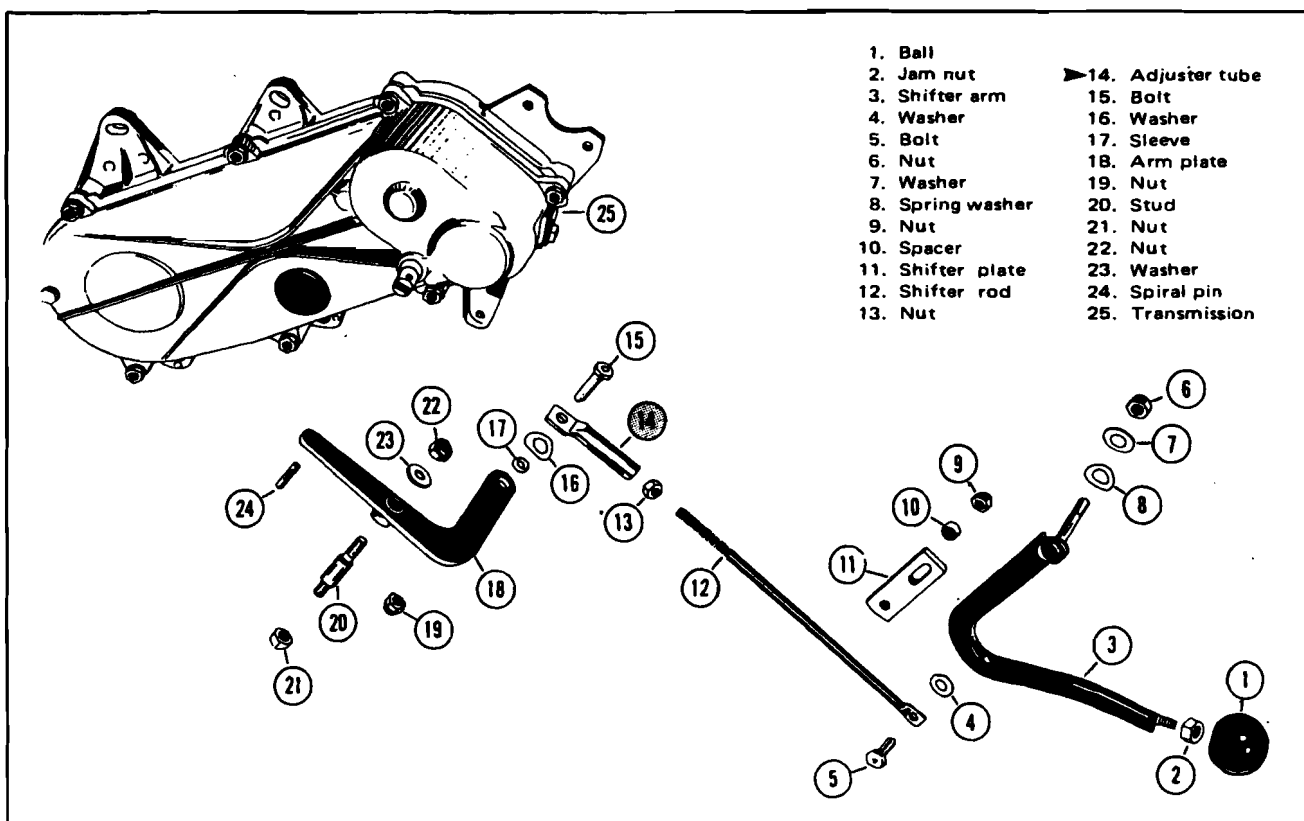 1. Ball
2. Jam nut
3. Shifter arm
4. Washer
5. Bolt
6. Nut
7. Washer
8. Spring washer
9. Nut
10. Spacer
11. Shifter plate
12. Shifter rod
13. Nut
14. Adjuster tube
15. Bolt
16. Washer
17. Sleeve
18. Arm plate
19. Nut
20. Stud
21. Nut
22. Nut
23. Washer
24. Spiral pin
25. Transmission
C
C
C
25
15
6
22
14
7
17
23
9
16
8
10
24
13
11
12
18
3
20
19
1
21
4
5
2